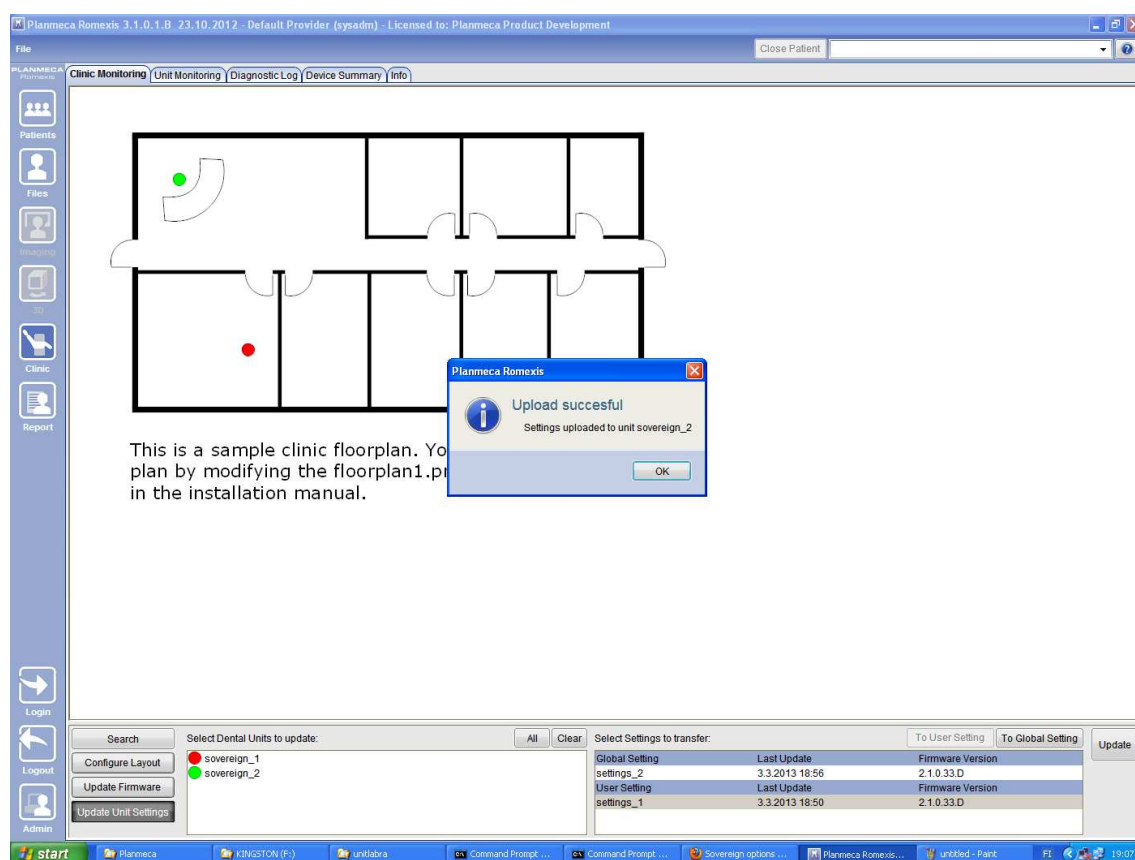 Planmeca Romexis 3.1.0.1.B 23.10.2012 - Default Provider (sysadm) - Licensed to: Planmeca Product Development
File
Close Patient
PLANMECA
Romexis
Clinic Monitoring Unit Monitoring Diagnostic Log Device Summary Info
Patients
Files
Imaging
3D
Clinic
Report
Planmeca Romexis
Upload succesful
Settings uploaded to unit sovereign_2
OK
This is a sample clinic floorplan. Yo
plan by modifying the floorplan1.pr
in the installation manual.
Login
Logout
Admin
Search
Configure Layout
Update Firmware
Update Unit Settings
Select Dental Units to update:
All Clear
sovereign_1
sovereign_2
Select Settings to transfer:
To User Setting To Global Setting
Update
Global Setting Last Update Firmware Version
settings_2 3.3.2013 18:56 2.1.0.33.D
User Setting Last Update Firmware Version
settings_1 3.3.2013 18:50 2.1.0.33.D
start Planmeca KINGSTON (F:) unitlabra Command Prompt ... Command Prompt ... Sovereign options ... Planmeca Romexis... untitled - Paint FI 19:07